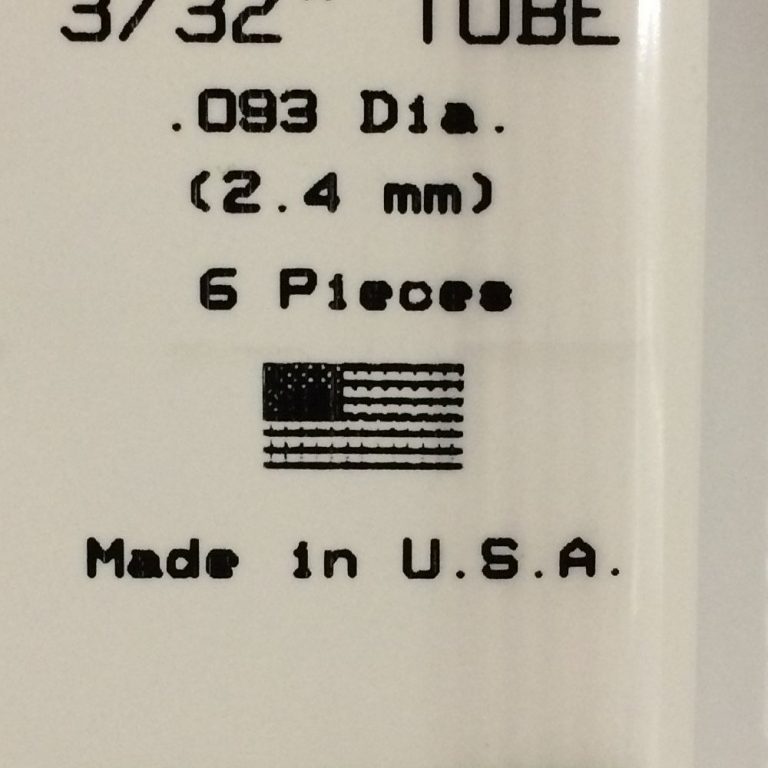 3/32" TUBE
.093 Dia.
(2.4 mm)
6 Pieces
Made in U.S.A.